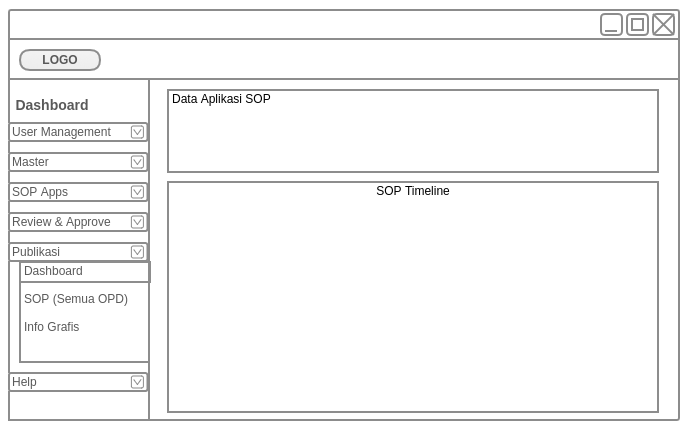 LOGO
Dashboard
User Management
Master
SOP Apps
Review & Approve
Publikasi
Dashboard
SOP (Semua OPD)
Info Grafis
Help
Data Aplikasi SOP
SOP Timeline